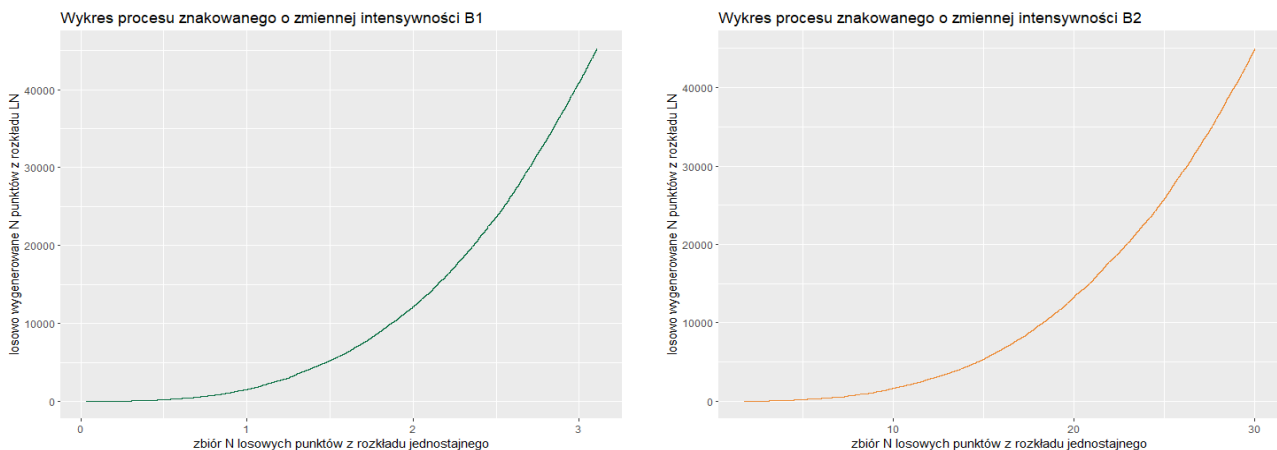 Wykres procesu znakowanego o zmiennej intensywności B1
losowo wygenerowane N punktów z rozkładu LN
40000
30000
20000
10000
0
0
1
2
3
zbiór N losowych punktów z rozkładu jednostajnego
Wykres procesu znakowanego o zmiennej intensywności B2
losowo wygenerowane N punktów z rozkładu LN
40000
30000
20000
10000
0
10
20
30
zbiór N losowych punktów z rozkładu jednostajnego